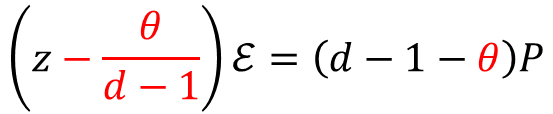 (z − θ/(d − 1)) ℰ = (d − 1 − θ)P